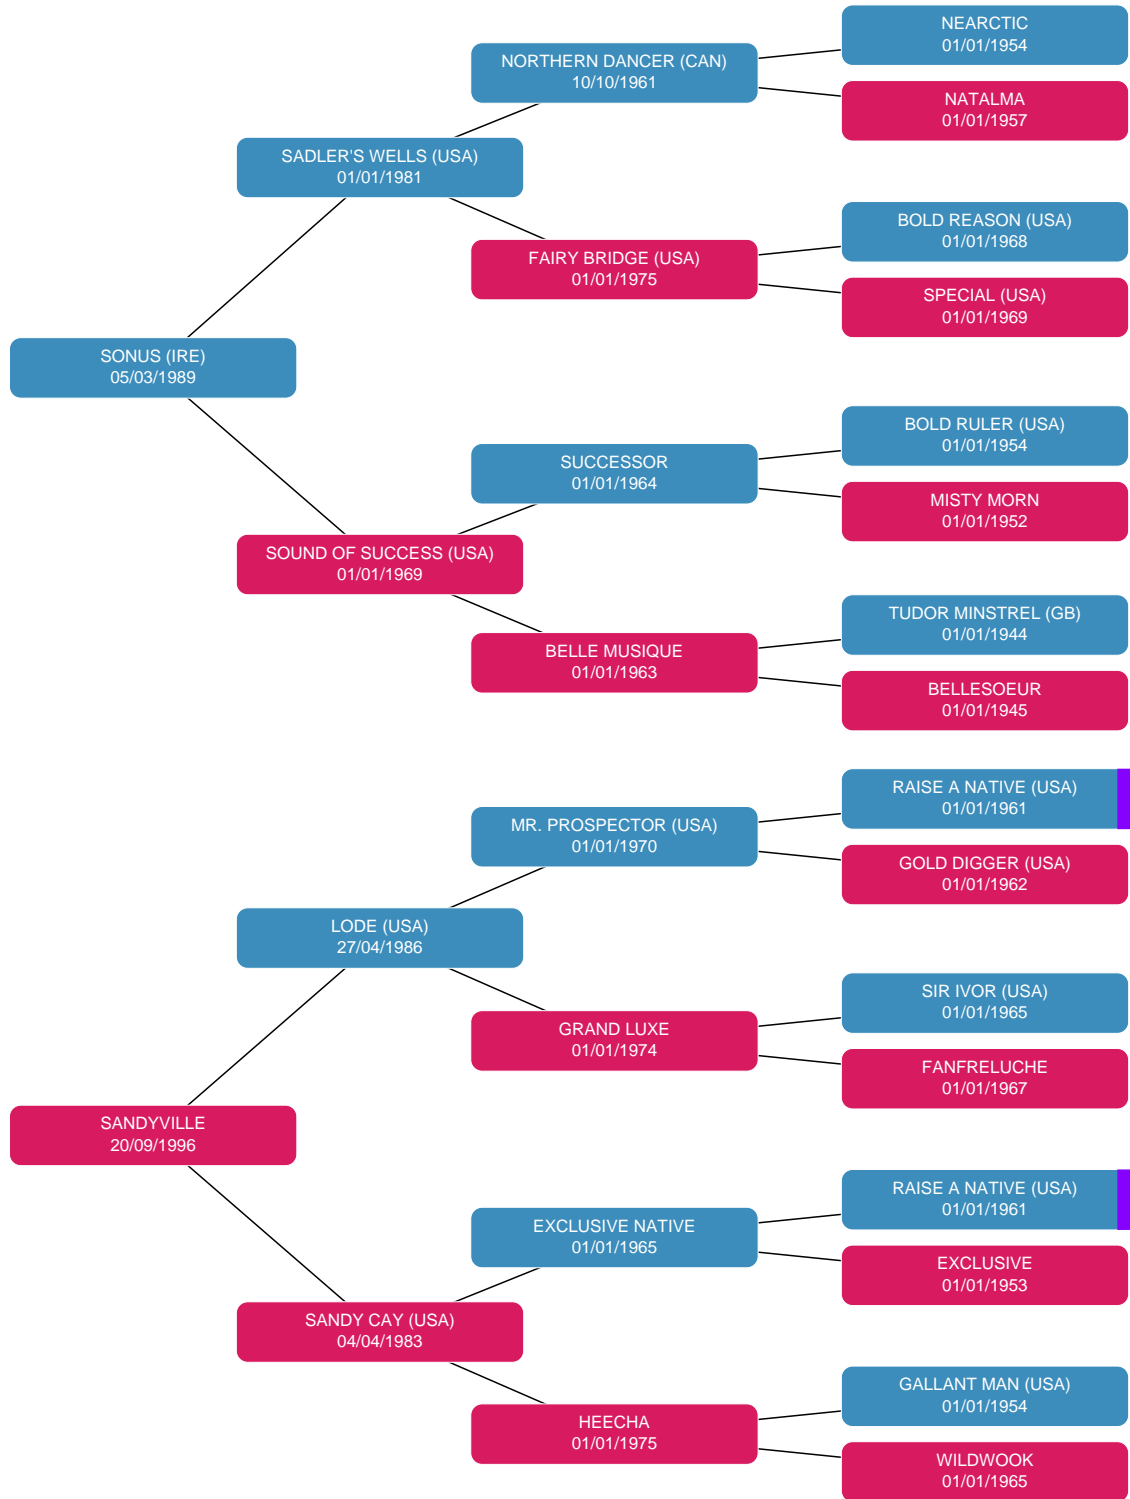 NEARCTIC
01/01/1954
NORTHERN DANCER (CAN)
10/10/1961
NATALMA
01/01/1957
SADLER'S WELLS (USA)
01/01/1981
BOLD REASON (USA)
01/01/1968
FAIRY BRIDGE (USA)
01/01/1975
SPECIAL (USA)
01/01/1969
SONUS (IRE)
05/03/1989
BOLD RULER (USA)
01/01/1954
SUCCESSOR
01/01/1964
MISTY MORN
01/01/1952
SOUND OF SUCCESS (USA)
01/01/1969
TUDOR MINSTREL (GB)
01/01/1944
BELLE MUSIQUE
01/01/1963
BELLESOEUR
01/01/1945
RAISE A NATIVE (USA)
01/01/1961
MR. PROSPECTOR (USA)
01/01/1970
GOLD DIGGER (USA)
01/01/1962
LODE (USA)
27/04/1986
SIR IVOR (USA)
01/01/1965
GRAND LUXE
01/01/1974
FANFRELUCHE
01/01/1967
SANDYVILLE
20/09/1996
RAISE A NATIVE (USA)
01/01/1961
EXCLUSIVE NATIVE
01/01/1965
EXCLUSIVE
01/01/1953
SANDY CAY (USA)
04/04/1983
GALLANT MAN (USA)
01/01/1954
HEECHA
01/01/1975
WILDWOOK
01/01/1965